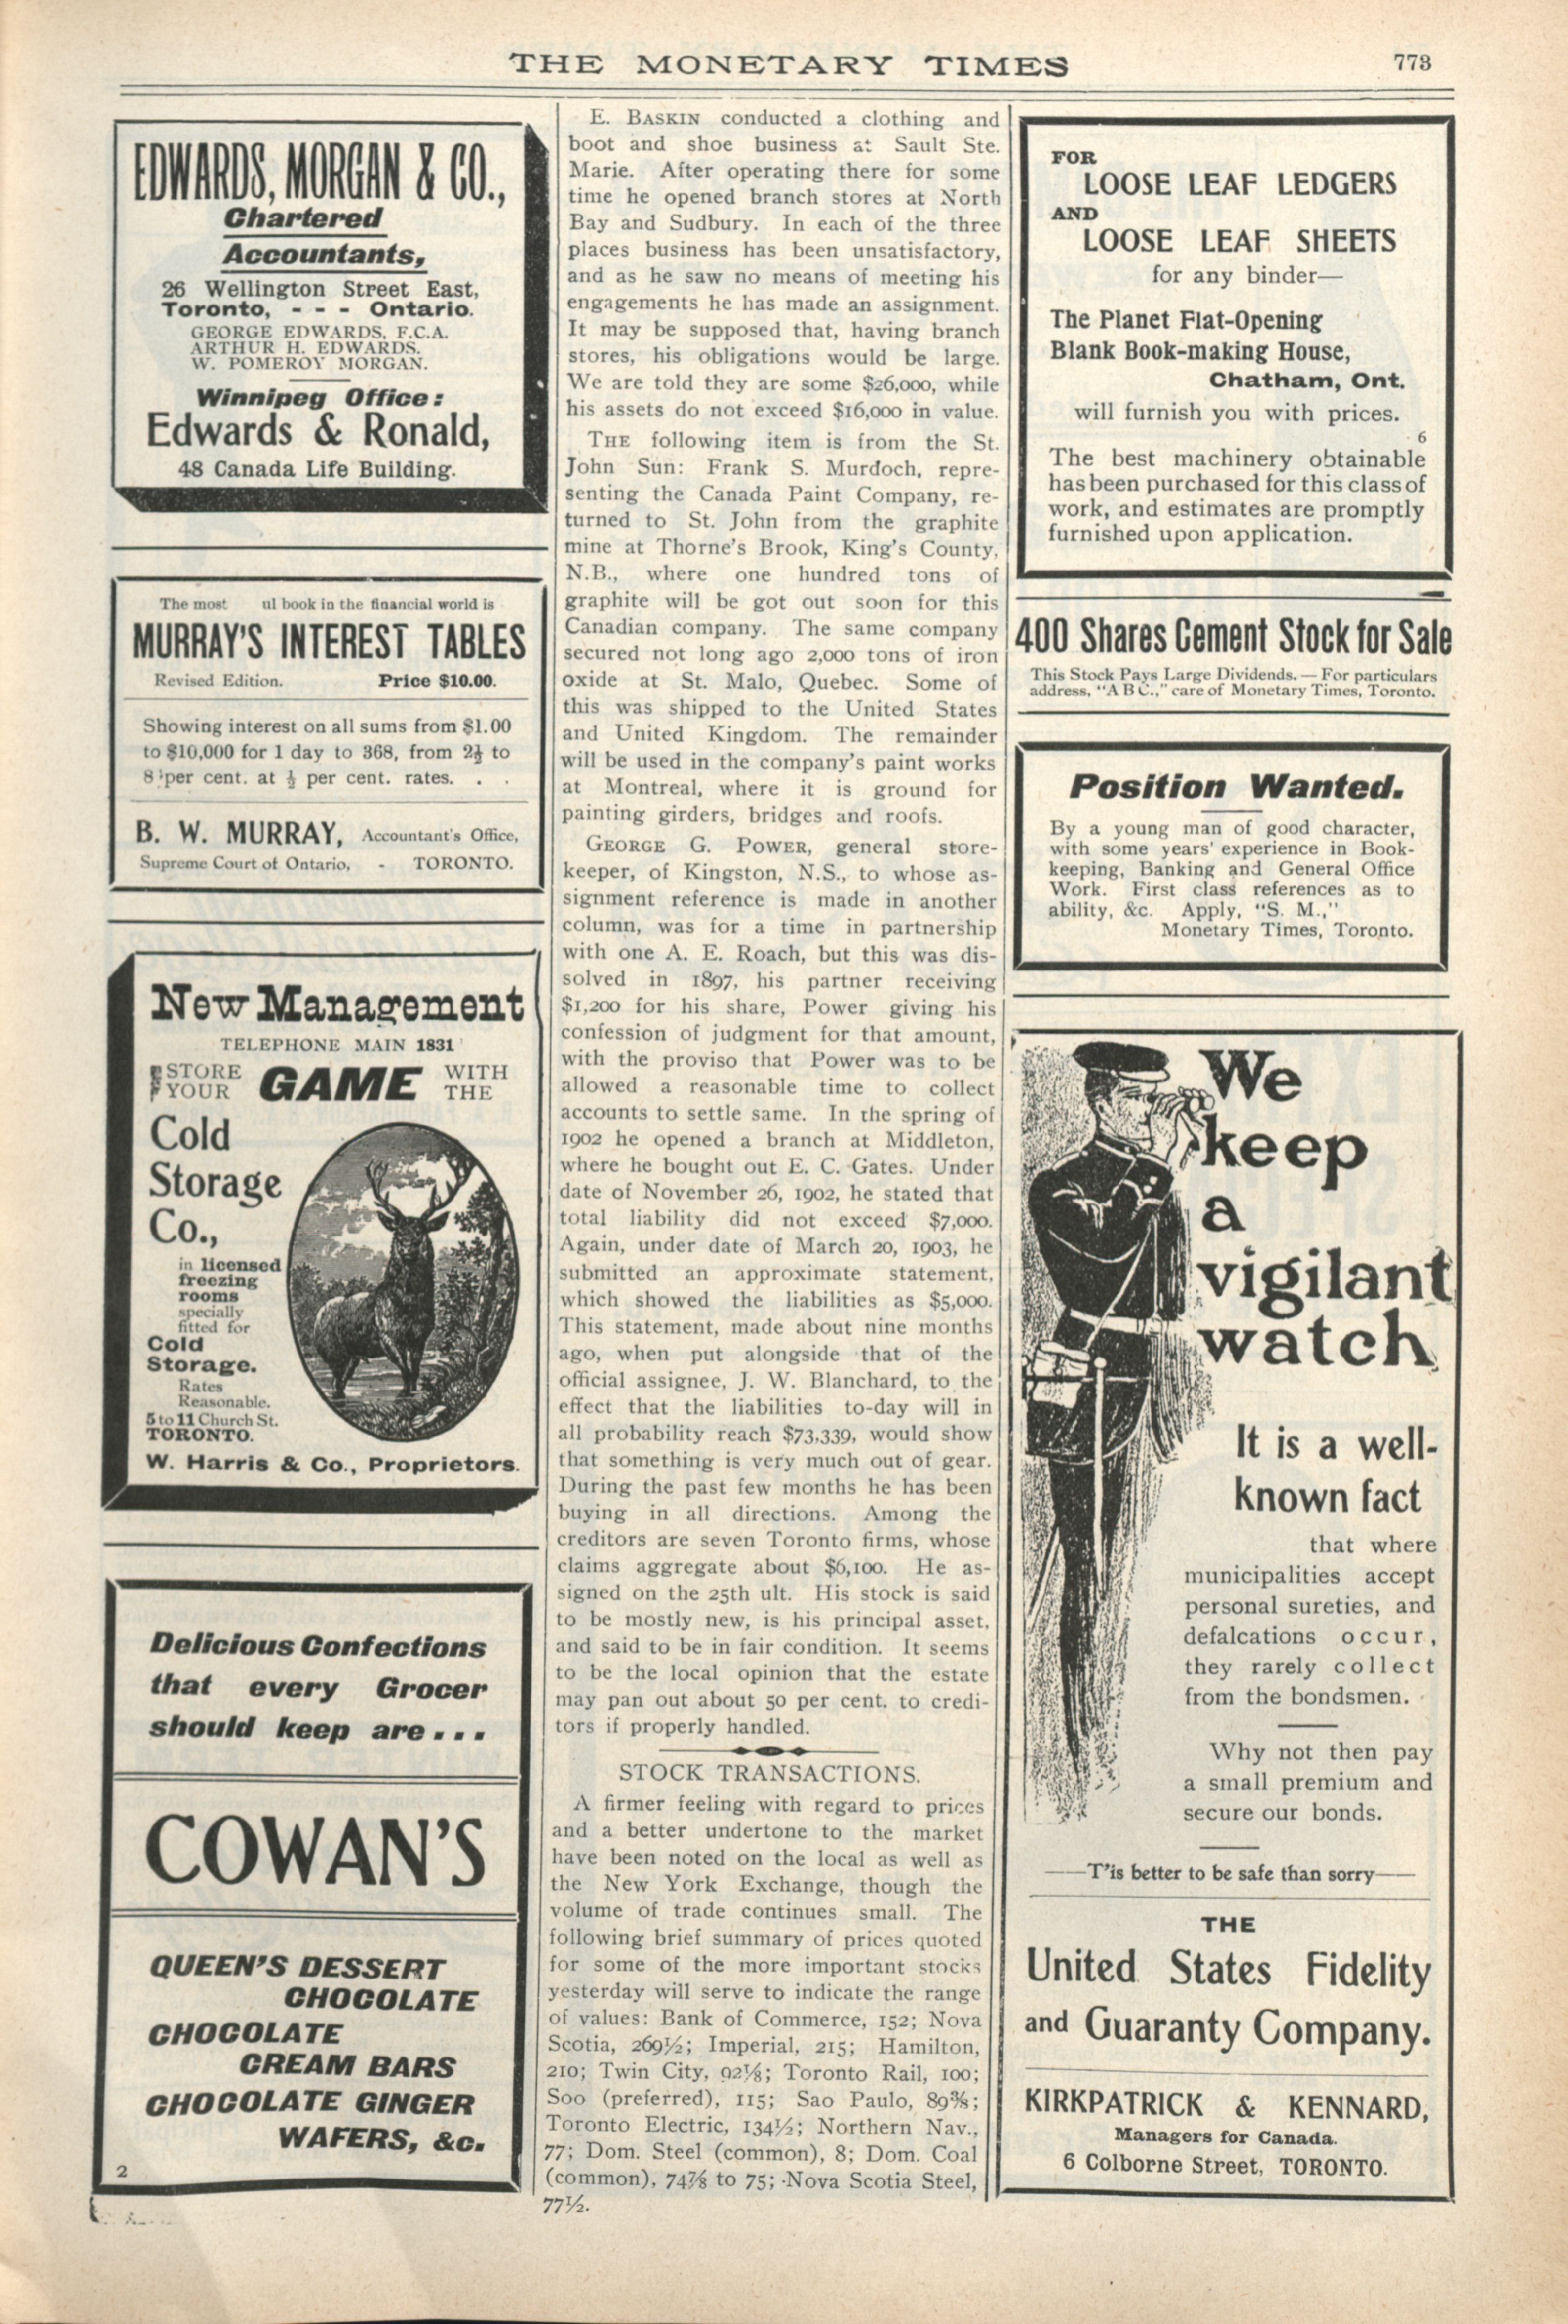 THE MONETARY TIMES
773
EDWARDS, MORGAN & CO.,
Chartered
Accountants,
26 Wellington Street East,
Toronto, - - - Ontario.
GEORGE EDWARDS, F.C.A.
ARTHUR H. EDWARDS.
W. POMEROY MORGAN.
Winnipeg Office:
Edwards & Ronald,
48 Canada Life Building.
The most ul book in the financial world is
MURRAY'S INTEREST TABLES
Revised Edition. Price $10.00.
Showing interest on all sums from $1.00
to $10,000 for 1 day to 368, from 2½ to
8 per cent. at ½ per cent. rates. . .
B. W. MURRAY, Accountant's Office,
Supreme Court of Ontario, - TORONTO.
New Management
TELEPHONE MAIN 1831
STORE YOUR GAME WITH THE
Cold
Storage
Co.,
in licensed
freezing
rooms
specially
fitted for
Cold
Storage.
Rates
Reasonable.
5 to 11 Church St.
TORONTO.
W. Harris & Co., Proprietors.
Delicious Confections
that every Grocer
should keep are...
COWAN'S
QUEEN'S DESSERT
CHOCOLATE
CHOCOLATE
CREAM BARS
CHOCOLATE GINGER
WAFERS, &c.
2
E. BASKIN conducted a clothing and
boot and shoe business at Sault Ste.
Marie. After operating there for some
time he opened branch stores at North
Bay and Sudbury. In each of the three
places business has been unsatisfactory,
and as he saw no means of meeting his
engagements he has made an assignment.
It may be supposed that, having branch
stores, his obligations would be large.
We are told they are some $26,000, while
his assets do not exceed $16,000 in value.
THE following item is from the St.
John Sun: Frank S. Murdoch, repre-
senting the Canada Paint Company, re-
turned to St. John from the graphite
mine at Thorne's Brook, King's County,
N.B., where one hundred tons of
graphite will be got out soon for this
Canadian company. The same company
secured not long ago 2,000 tons of iron
oxide at St. Malo, Quebec. Some of
this was shipped to the United States
and United Kingdom. The remainder
will be used in the company's paint works
at Montreal, where it is ground for
painting girders, bridges and roofs.
GEORGE G. POWER, general store-
keeper, of Kingston, N.S., to whose as-
signment reference is made in another
column, was for a time in partnership
with one A. E. Roach, but this was dis-
solved in 1897, his partner receiving
$1,200 for his share, Power giving his
confession of judgment for that amount,
with the proviso that Power was to be
allowed a reasonable time to collect
accounts to settle same. In the spring of
1902 he opened a branch at Middleton,
where he bought out E. C. Gates. Under
date of November 26, 1902, he stated that
total liability did not exceed $7,000.
Again, under date of March 20, 1903, he
submitted an approximate statement,
which showed the liabilities as $5,000.
This statement, made about nine months
ago, when put alongside that of the
official assignee, J. W. Blanchard, to the
effect that the liabilities to-day will in
all probability reach $73,339, would show
that something is very much out of gear.
During the past few months he has been
buying in all directions. Among the
creditors are seven Toronto firms, whose
claims aggregate about $6,100. He as-
signed on the 25th ult. His stock is said
to be mostly new, is his principal asset,
and said to be in fair condition. It seems
to be the local opinion that the estate
may pan out about 50 per cent. to credi-
tors if properly handled.
STOCK TRANSACTIONS.
A firmer feeling with regard to prices
and a better undertone to the market
have been noted on the local as well as
the New York Exchange, though the
volume of trade continues small. The
following brief summary of prices quoted
for some of the more important stocks
yesterday will serve to indicate the range
of values: Bank of Commerce, 152; Nova
Scotia, 269½; Imperial, 215; Hamilton,
210; Twin City, 92⅛; Toronto Rail, 100;
Soo (preferred), 115; Sao Paulo, 89⅜;
Toronto Electric, 134½; Northern Nav.,
77; Dom. Steel (common), 8; Dom. Coal
(common), 74⅞ to 75; Nova Scotia Steel,
77½.
FOR
LOOSE LEAF LEDGERS
AND
LOOSE LEAF SHEETS
for any binder—
The Planet Flat-Opening
Blank Book-making House,
Chatham, Ont.
will furnish you with prices.
6
The best machinery obtainable
has been purchased for this class of
work, and estimates are promptly
furnished upon application.
400 Shares Cement Stock for Sale
This Stock Pays Large Dividends.—For particulars
address, "A B C.," care of Monetary Times, Toronto.
Position Wanted.
By a young man of good character,
with some years' experience in Book-
keeping, Banking and General Office
Work. First class references as to
ability, &c. Apply, "S. M.,"
Monetary Times, Toronto.
We
keep
a
vigilant
watch
It is a well-
known fact
that where
municipalities accept
personal sureties, and
defalcations occur,
they rarely collect
from the bondsmen.
Why not then pay
a small premium and
secure our bonds.
—T'is better to be safe than sorry—
THE
United States Fidelity
and Guaranty Company.
KIRKPATRICK & KENNARD,
Managers for Canada.
6 Colborne Street, TORONTO.